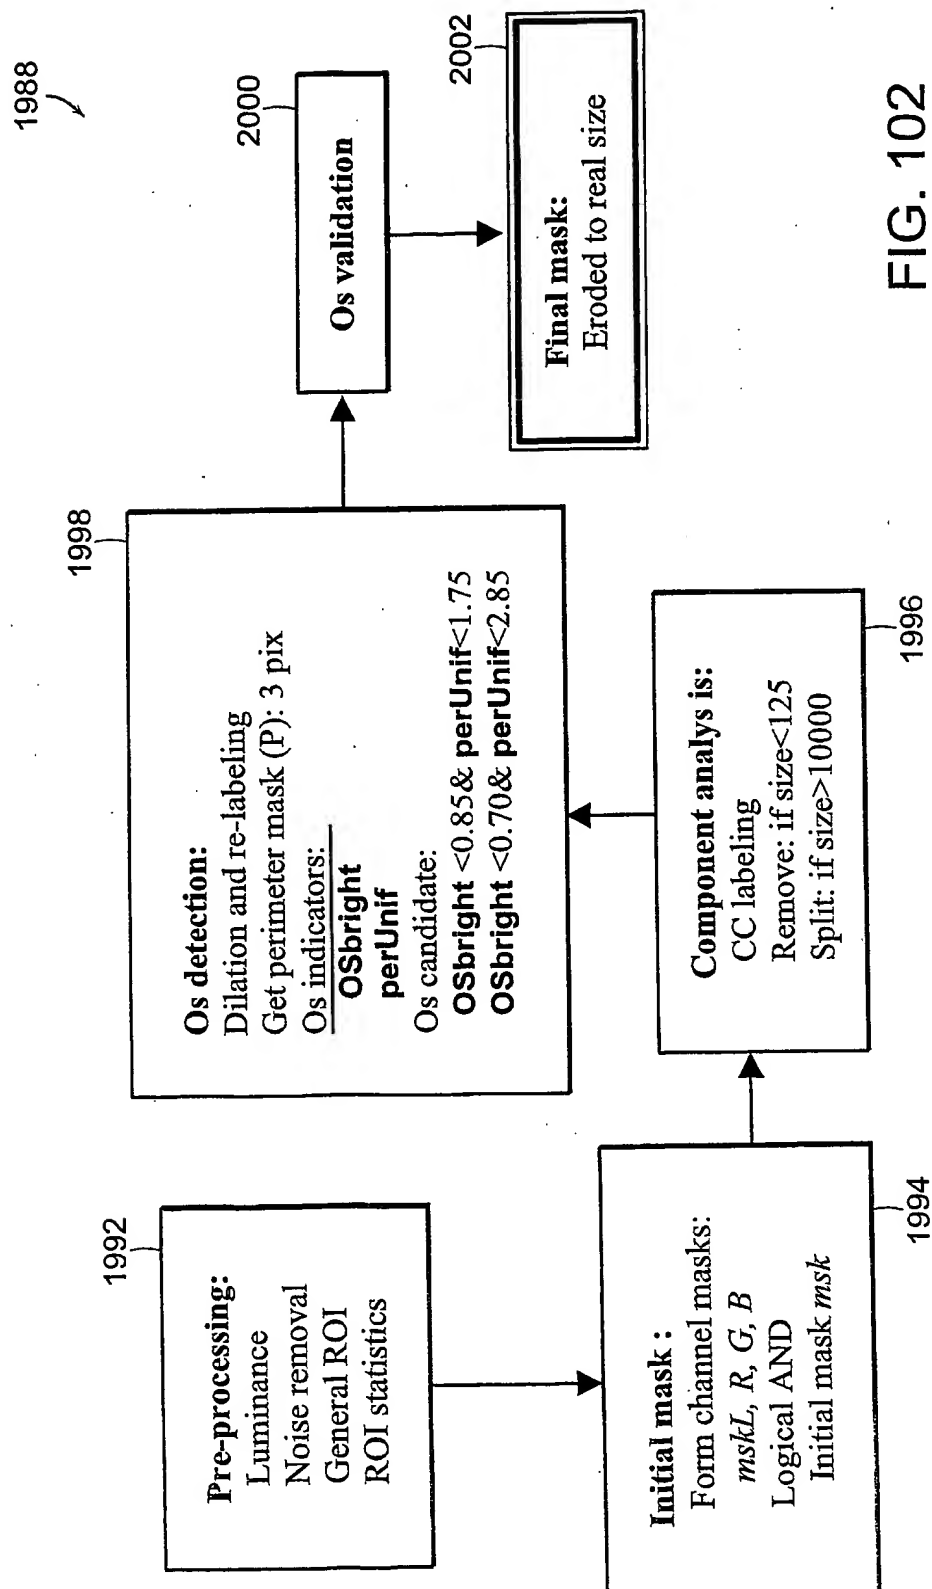 1988
1992
Pre-processing:
Luminance
Noise removal
General ROI
ROI statistics
Initial mask :
Form channel masks:
mskL, R, G, B
Logical AND
Initial mask msk
1994
Component analys is:
CC labeling
Remove: if size<125
Split: if size>10000
1996
1998
Os detection:
Dilation and re-labeling
Get perimeter mask (P): 3 pix
Os indicators:
OSbright
perUnif
Os candidate:
OSbright <0.85& perUnif<1.75
OSbright <0.70& perUnif<2.85
2000
Os validation
2002
Final mask:
Eroded to real size
FIG. 102